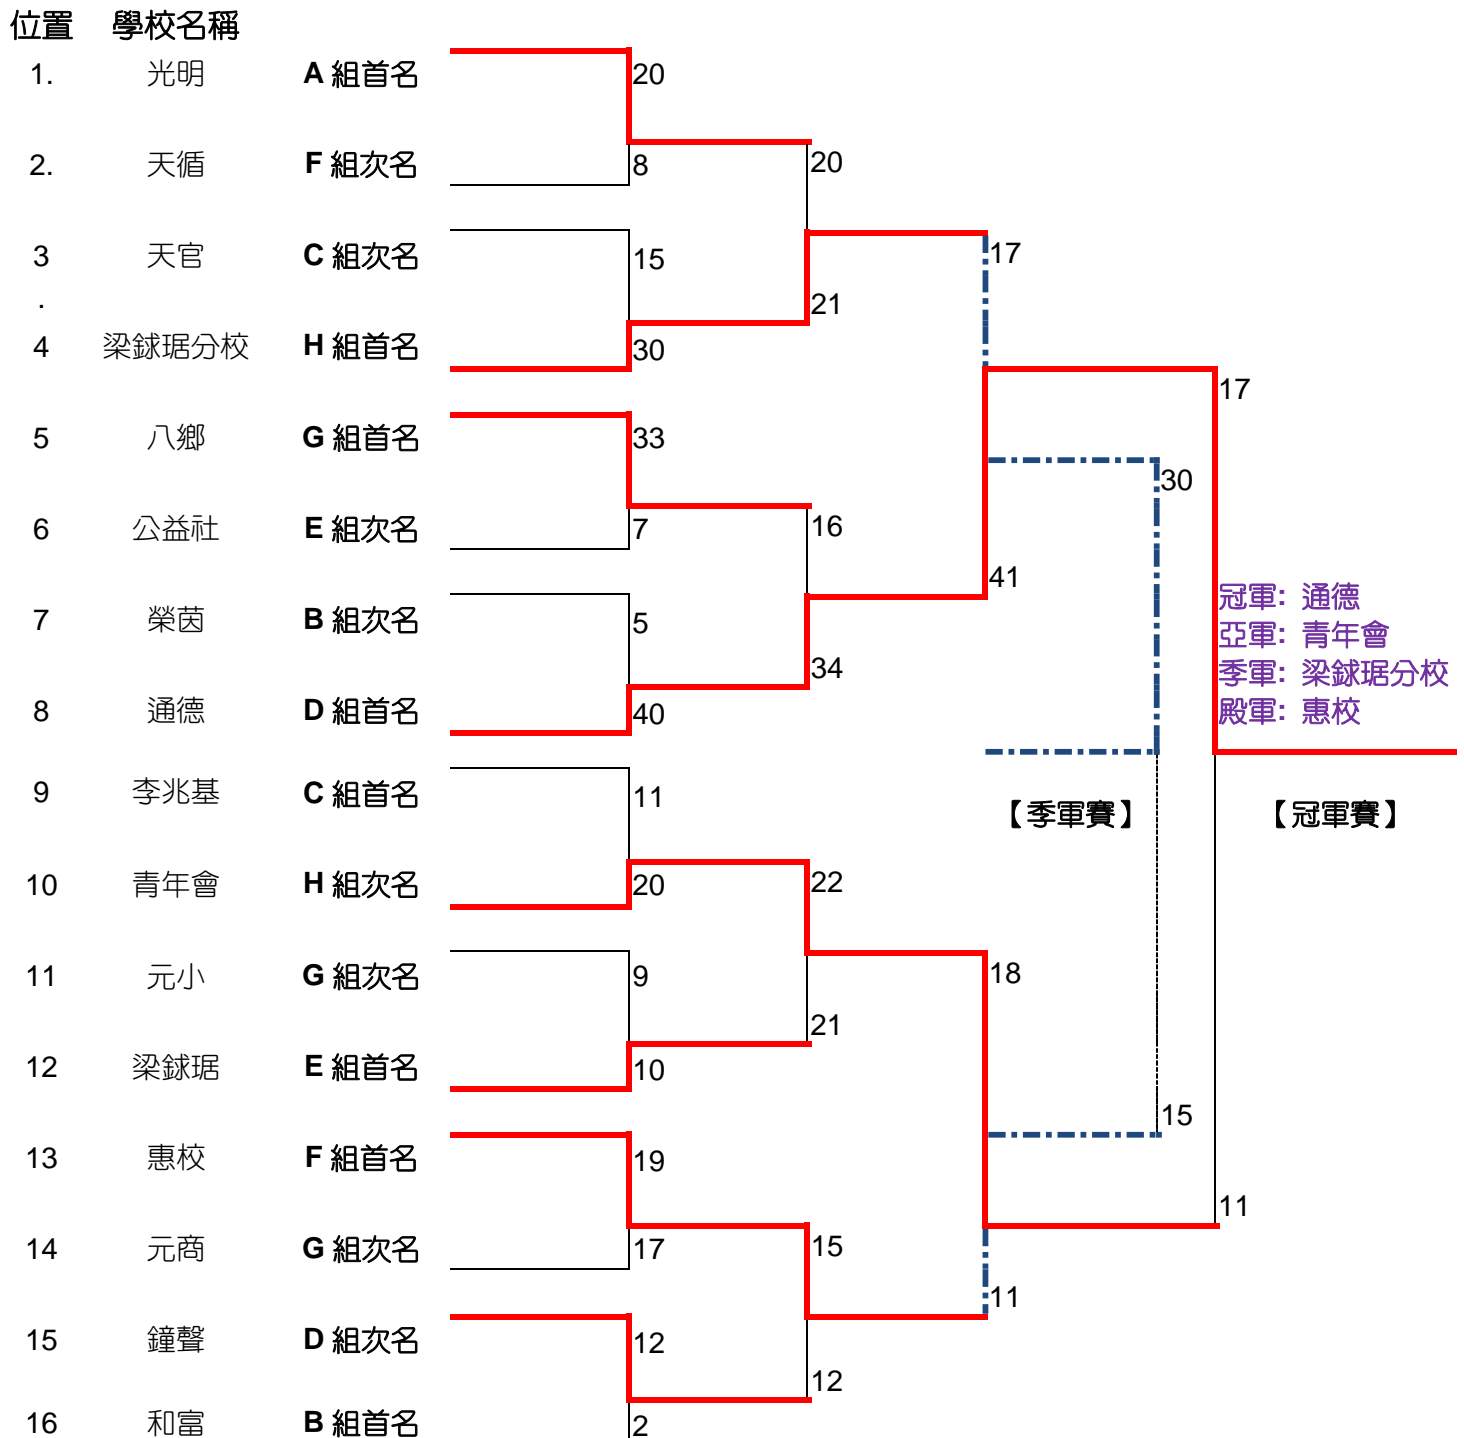 位置 學校名稱
1. 光明 A 組首名 20
2. 天循 F 組次名 8 20
3 天官 C 組次名 15 17
. 21
4 梁銶琚分校 H 組首名 30
17
5 八鄉 G 組首名 33
30
6 公益社 E 組次名 7 16
41
冠軍: 通德
7 榮茵 B 組次名 5
亞軍: 青年會
34
季軍: 梁銶琚分校
8 通德 D 組首名 40
殿軍: 惠校
9 李兆基 C 組首名 11
【季軍賽】 【冠軍賽】
10 青年會 H 組次名 20 22
11 元小 G 組次名 9 18
21
12 梁銶琚 E 組首名 10
15
13 惠校 F 組首名 19
11
14 元商 G 組次名 17 15
11
15 鐘聲 D 組次名 12
12
16 和富 B 組首名 2